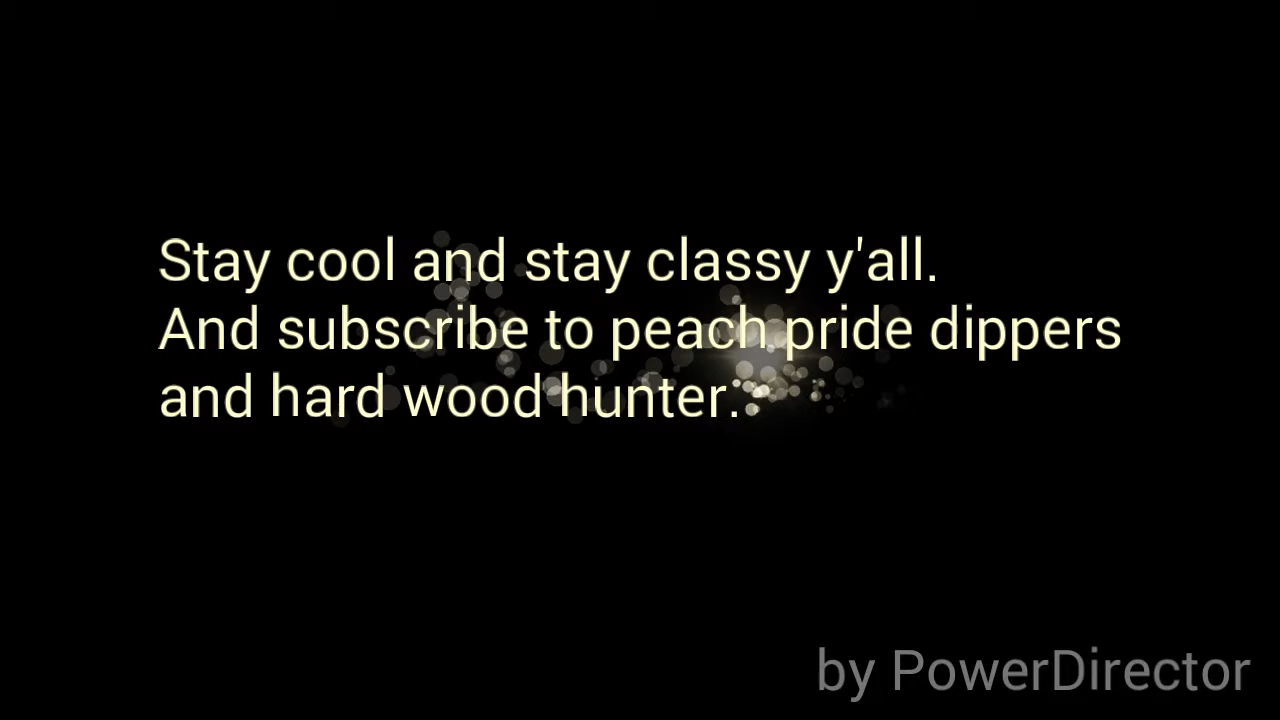 Stay cool and stay classy y'all.
And subscribe to peach pride dippers
and hard wood hunter.
by PowerDirector